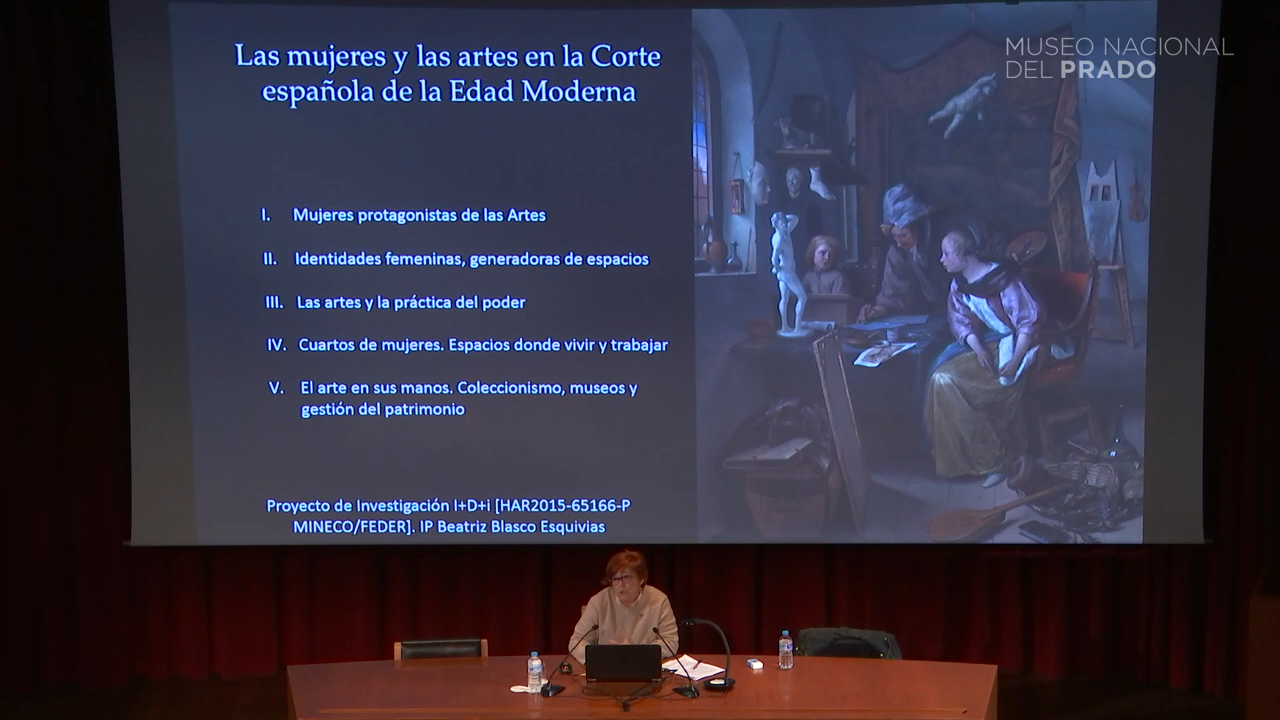 Las mujeres y las artes en la Corte
española de la Edad Moderna
I. Mujeres protagonistas de las Artes
II. Identidades femeninas, generadoras de espacios
III. Las artes y la práctica del poder
IV. Cuartos de mujeres. Espacios donde vivir y trabajar
V. El arte en sus manos. Coleccionismo, museos y
gestión del patrimonio
Proyecto de Investigación I+D+i [HAR2015-65166-P
MINECO/FEDER]. IP Beatriz Blasco Esquivias
MUSEO NACIONAL
DEL PRADO